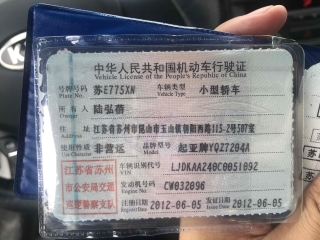 中华人民共和国机动车行驶证
Vehicle License of the People's Republic of China
号牌号码 苏E775XN 车辆类型 小型轿车
Plate No. Vehicle Type
所有人 陆弘蓓
Owner
住址 江苏省苏州市昆山市玉山镇朝阳西路115-2号507室
Address
使用性质 非营运 品牌型号 起亚牌YQZ7204A
Use Character Model
江苏省苏州市公安局交通巡逻警察支队
车辆识别代号 LJDKAA240C0051092
VIN
发动机号码 CW032096
Engine No.
注册日期 2012-06-05 发证日期 2012-06-05
Register Date Issue Date